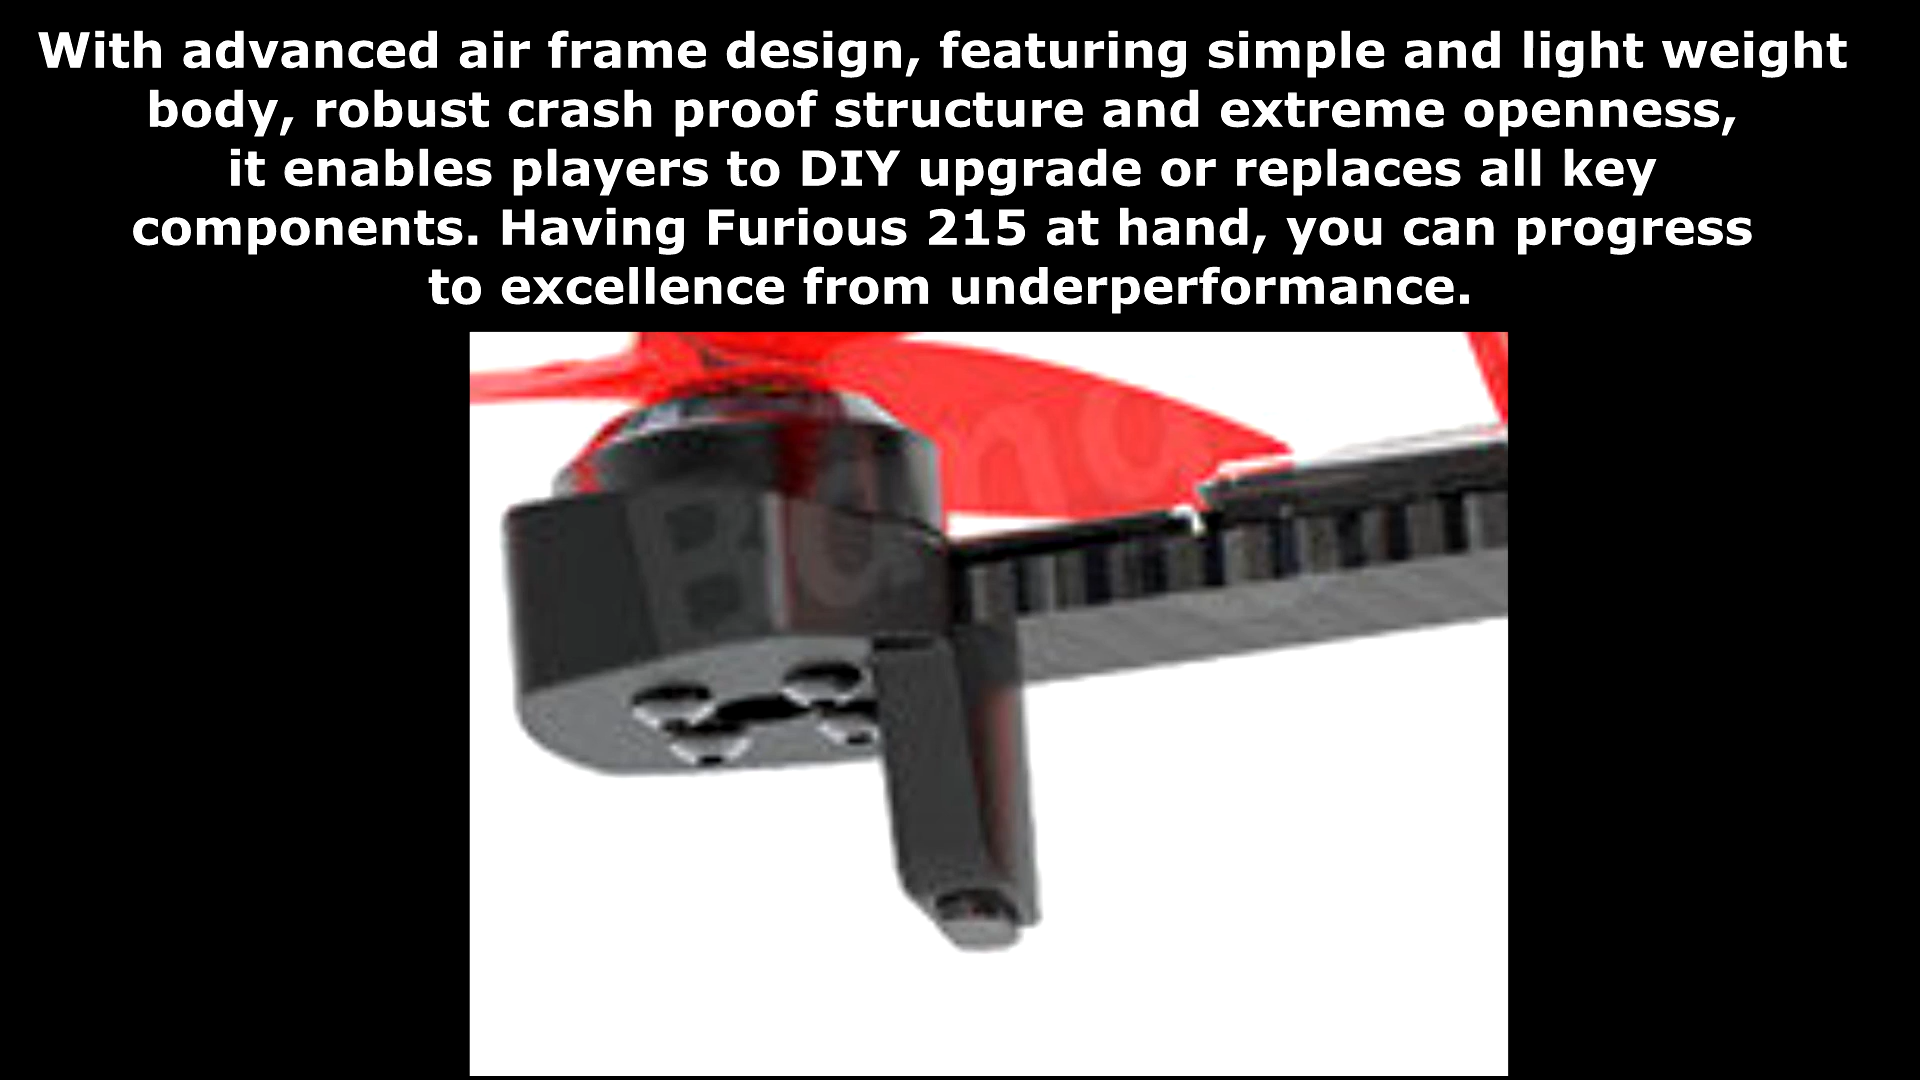 With advanced air frame design, featuring simple and light weight
body, robust crash proof structure and extreme openness,
it enables players to DIY upgrade or replaces all key
components. Having Furious 215 at hand, you can progress
to excellence from underperformance.